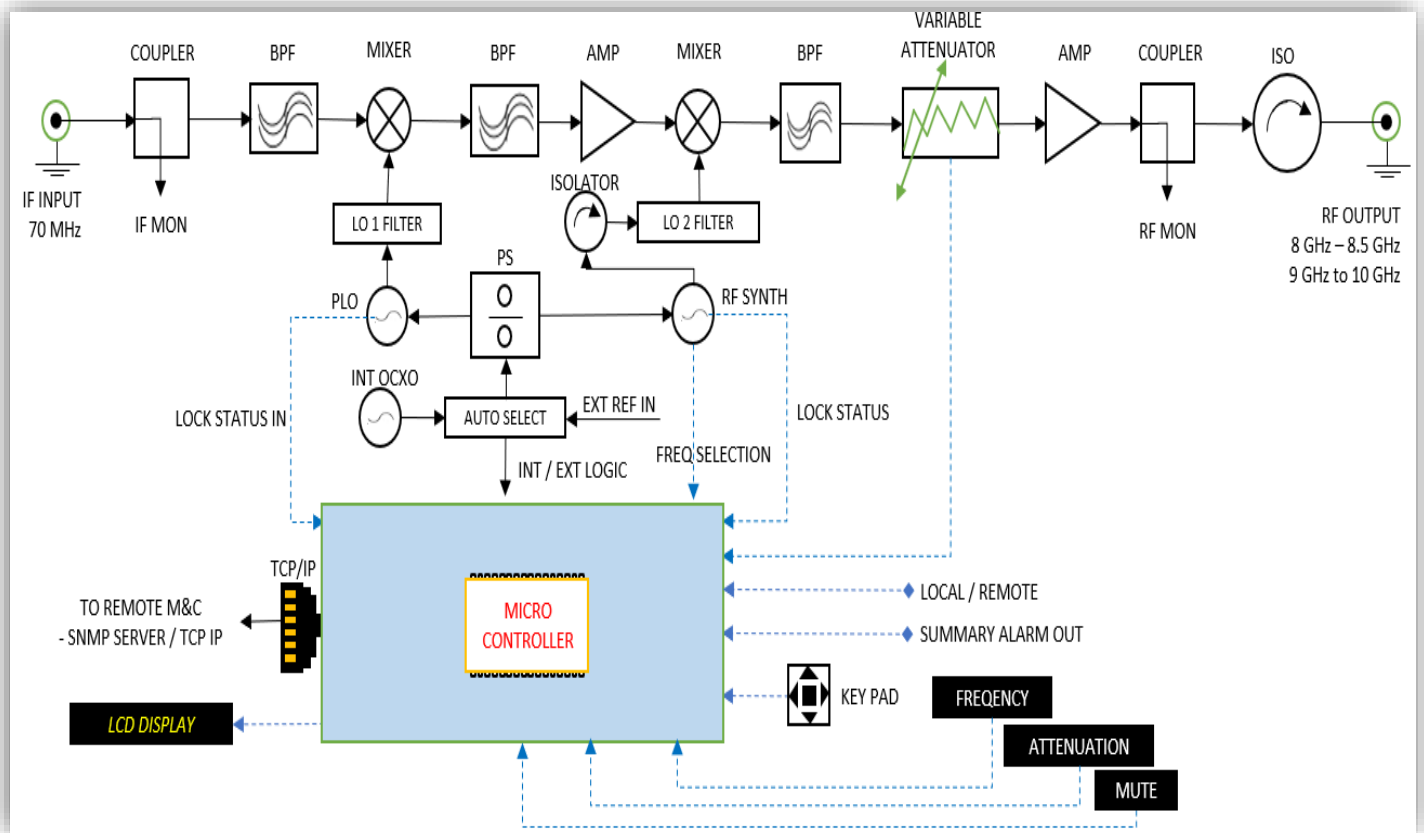 VARIABLE
ATTENUATOR
COUPLER
BPF
MIXER
BPF
AMP
MIXER
BPF
AMP
COUPLER
ISO
IF INPUT
70 MHz
IF MON
LO 1 FILTER
ISOLATOR
LO 2 FILTER
RF MON
RF OUTPUT
8 GHz – 8.5 GHz
9 GHz to 10 GHz
PLO
PS
RF SYNTH
INT OCXO
LOCK STATUS IN
AUTO SELECT
EXT REF IN
LOCK STATUS
INT / EXT LOGIC
FREQ SELECTION
TCP/IP
TO REMOTE M&C
- SNMP SERVER / TCP IP
MICRO
CONTROLLER
LOCAL / REMOTE
SUMMARY ALARM OUT
KEY PAD
FREQENCY
LCD DISPLAY
ATTENUATION
MUTE